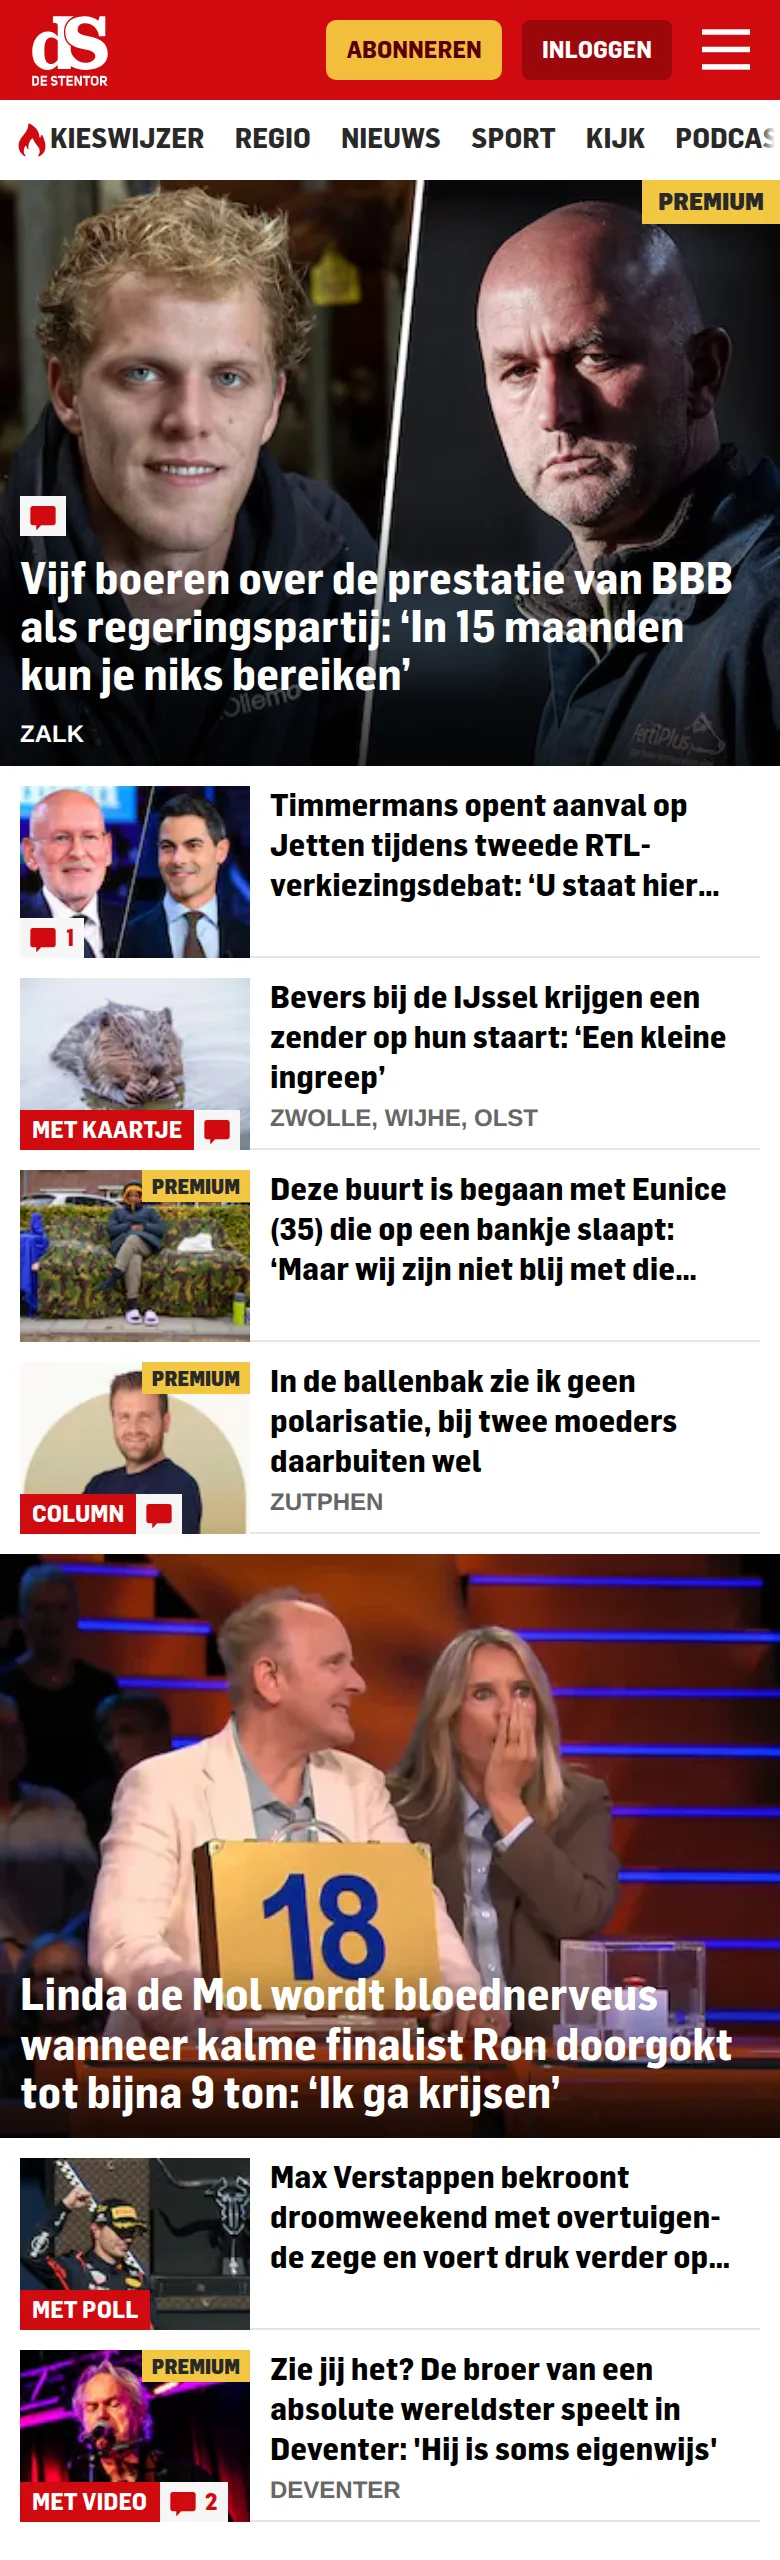 dS
DE STENTOR
ABONNEREN
INLOGGEN
KIESWIJZER REGIO NIEUWS SPORT KIJK PODCAS
PREMIUM
Vijf boeren over de prestatie van BBB
als regeringspartij: ‘In 15 maanden
kun je niks bereiken’
ZALK
FertiPlus
Timmermans opent aanval op
Jetten tijdens tweede RTL-
verkiezingsdebat: ‘U staat hier...
1
Bevers bij de IJssel krijgen een
zender op hun staart: ‘Een kleine
ingreep’
ZWOLLE, WIJHE, OLST
MET KAARTJE
PREMIUM
Deze buurt is begaan met Eunice
(35) die op een bankje slaapt:
‘Maar wij zijn niet blij met die...
PREMIUM
In de ballenbak zie ik geen
polarisatie, bij twee moeders
daarbuiten wel
ZUTPHEN
COLUMN
18
Linda de Mol wordt bloednerveus
wanneer kalme finalist Ron doorgokt
tot bijna 9 ton: ‘Ik ga krijsen’
Max Verstappen bekroont
droomweekend met overtuigen-
de zege en voert druk verder op...
MET POLL
PREMIUM
Zie jij het? De broer van een
absolute wereldster speelt in
Deventer: 'Hij is soms eigenwijs'
DEVENTER
MET VIDEO
2